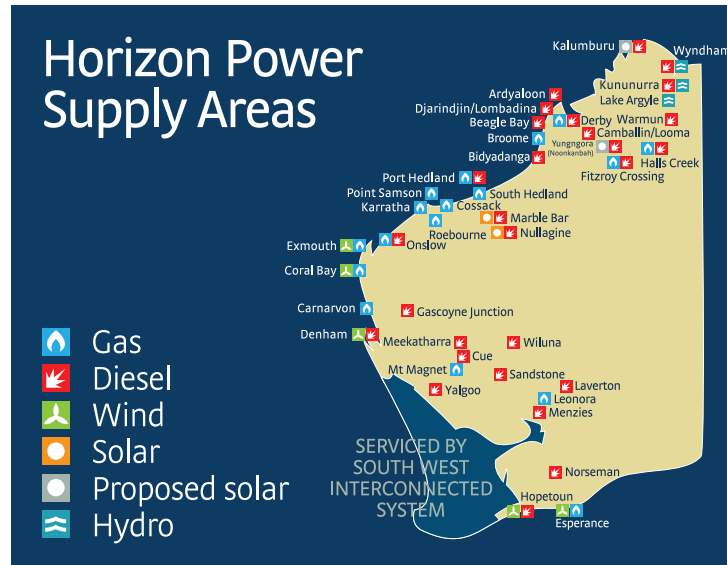 Horizon Power
Supply Areas
Kalumburu
Wyndham
Kununurra
Lake Argyle
Ardyaloon
Djarindjin/Lombadina
Beagle Bay
Derby
Warmun
Camballin/Looma
Broome
Yungngora
(Noonkanbah)
Bidyadanga
Halls Creek
Fitzroy Crossing
Port Hedland
Point Samson
South Hedland
Karratha
Cossack
Marble Bar
Roebourne
Nullagine
Exmouth
Onslow
Coral Bay
Carnarvon
Gascoyne Junction
Denham
Meekatharra
Wiluna
Cue
Mt Magnet
Sandstone
Yalgoo
Laverton
Leonora
Menzies
Gas
Diesel
Wind
Solar
Proposed solar
Hydro
SERVICED BY
SOUTH WEST
INTERCONNECTED
SYSTEM
Norseman
Hopetoun
Esperance